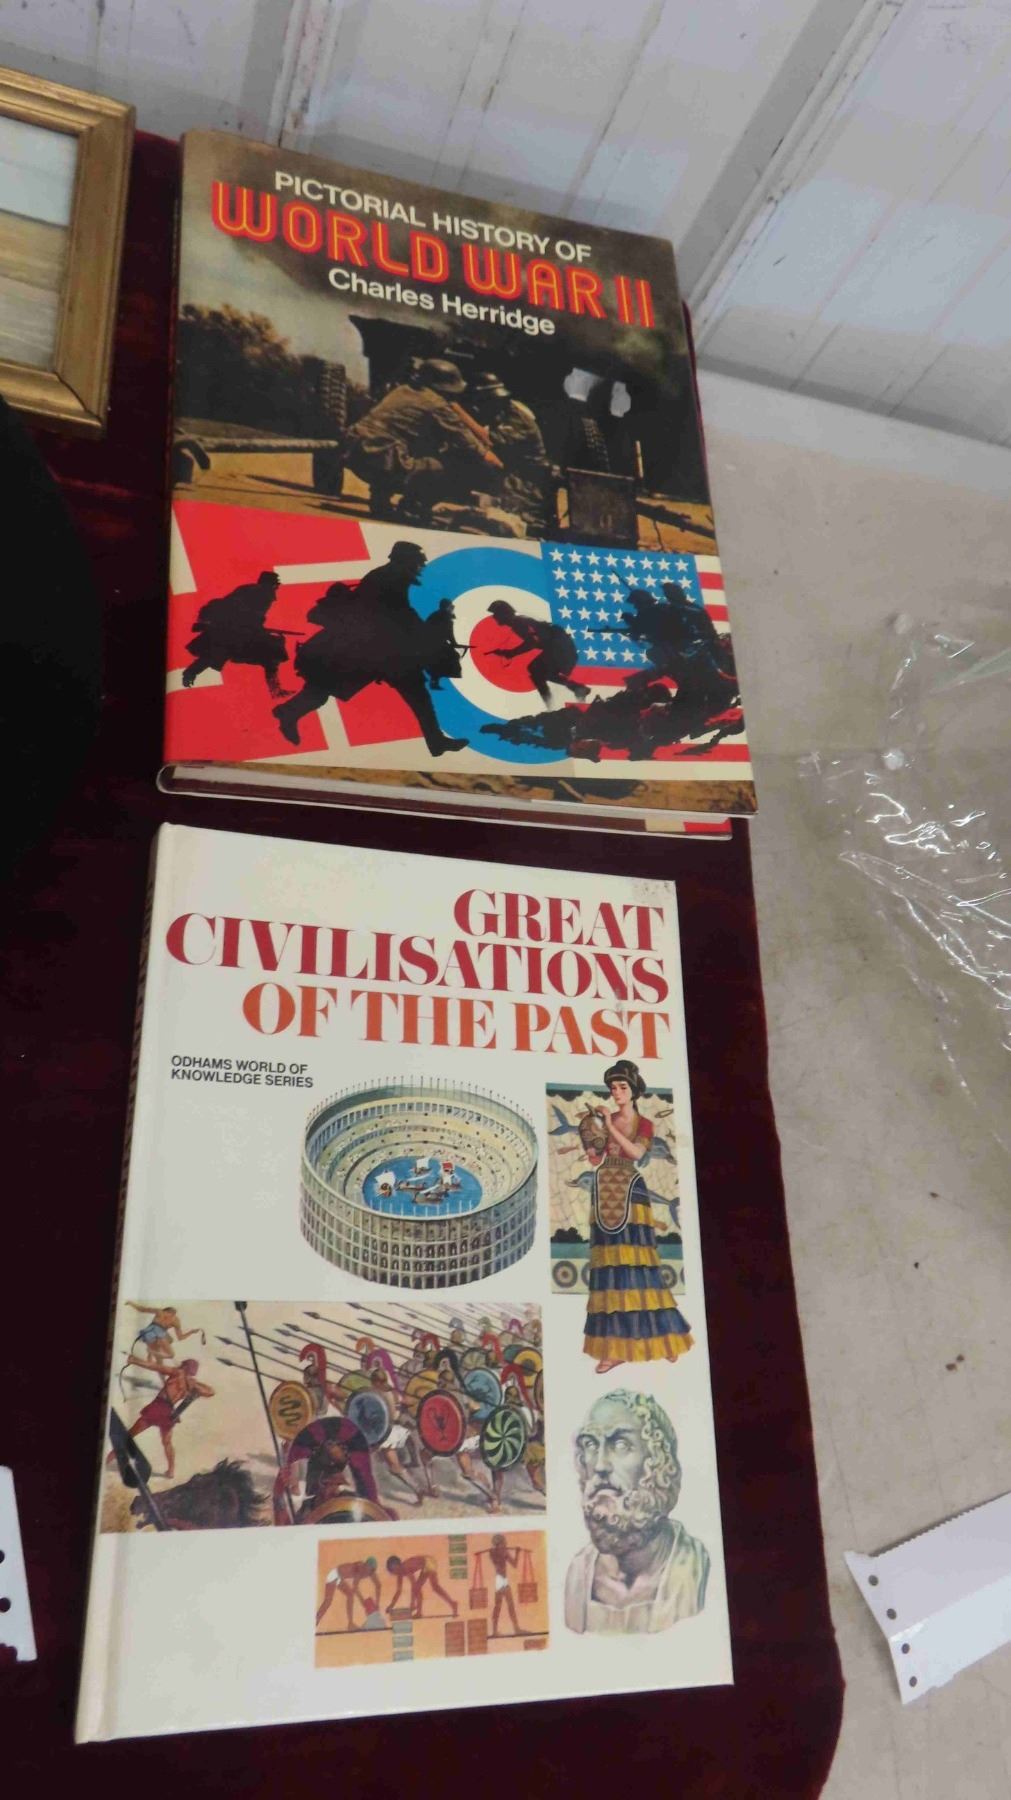 PICTORIAL HISTORY OF
WORLD WAR II
Charles Herridge
GREAT
CIVILISATIONS
OF THE PAST
ODHAMS WORLD OF
KNOWLEDGE SERIES